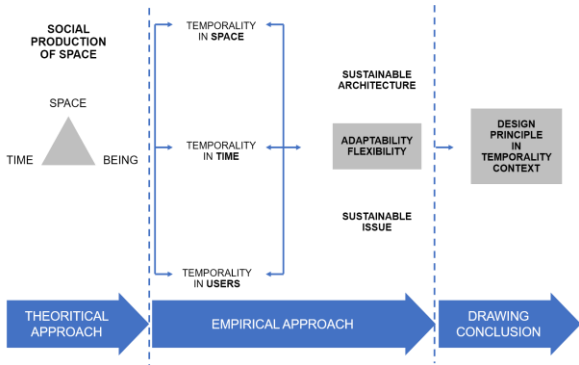 SOCIAL
PRODUCTION
OF SPACE
SPACE
TIME
BEING
TEMPORALITY
IN SPACE
TEMPORALITY
IN TIME
TEMPORALITY
IN USERS
SUSTAINABLE
ARCHITECTURE
ADAPTABILITY
FLEXIBILITY
SUSTAINABLE
ISSUE
DESIGN
PRINCIPLE
IN
TEMPORALITY
CONTEXT
THEORITICAL
APPROACH
EMPIRICAL APPROACH
DRAWING
CONCLUSION